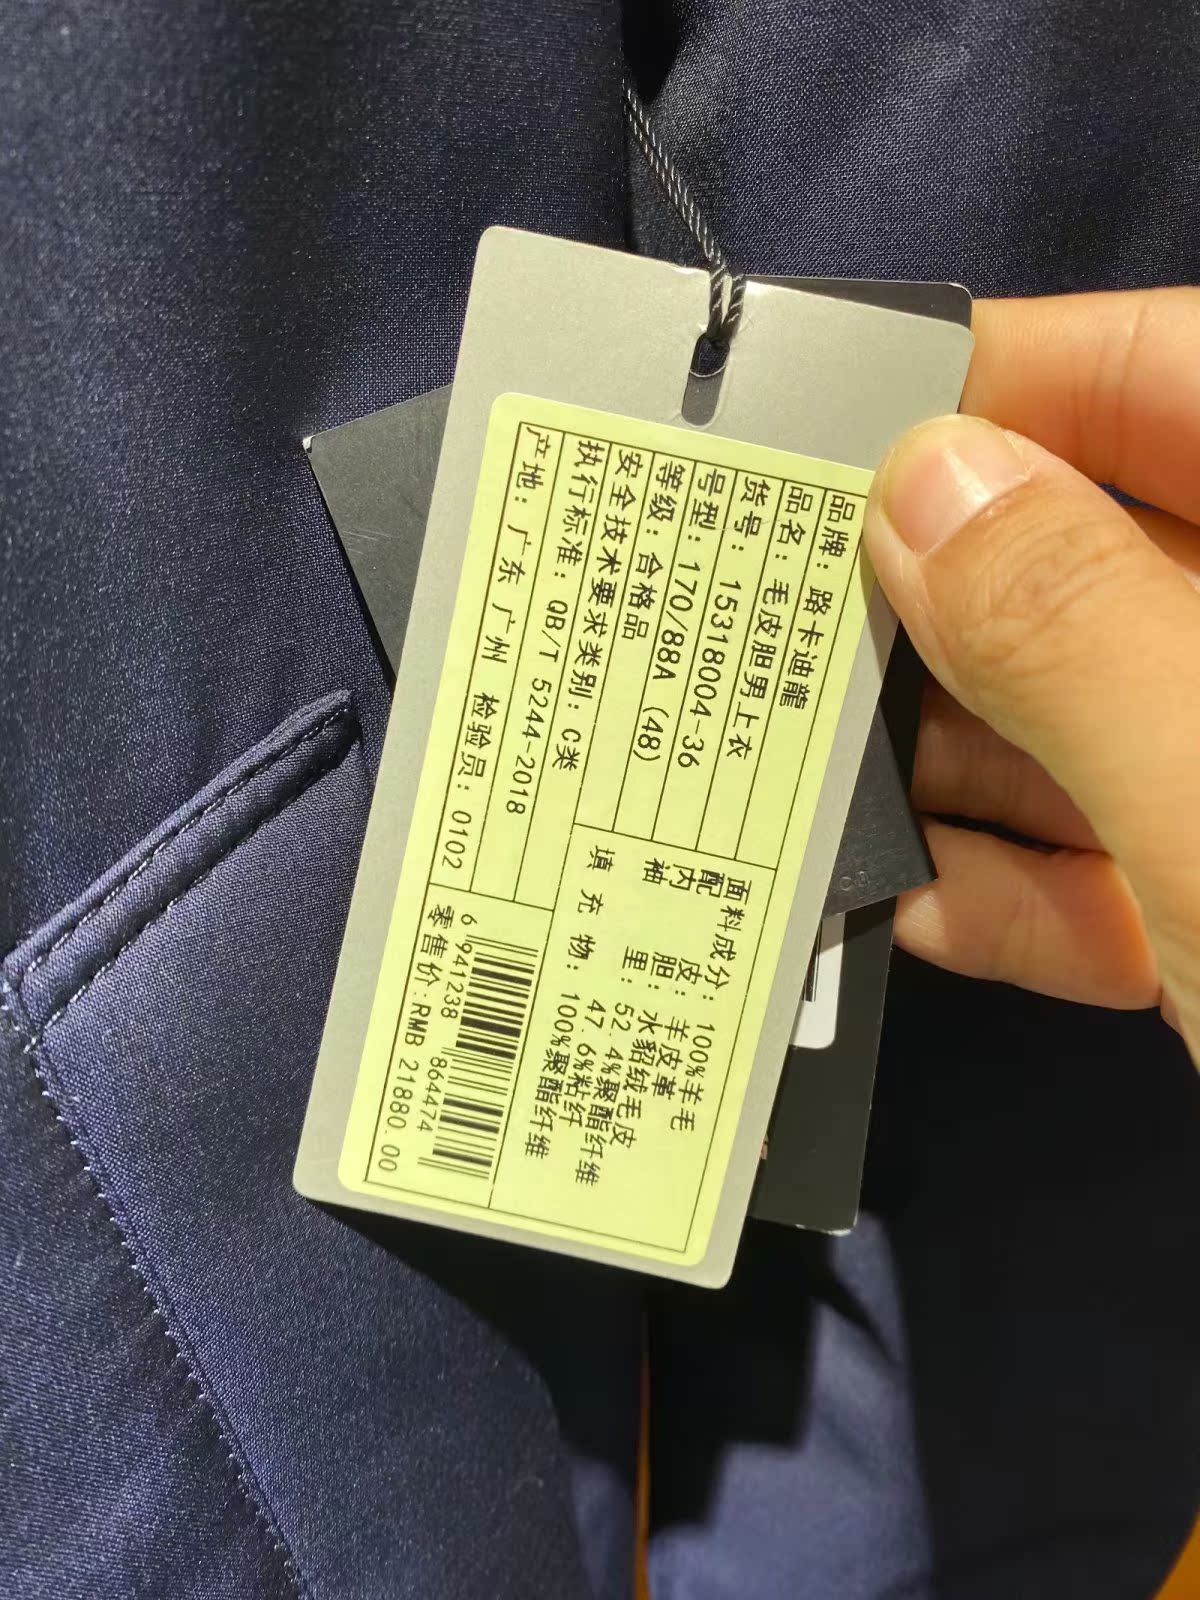 品牌：路卡迪龍
品名：毛皮胆男上衣
货号：15318004-36
号型：170/88A (48)
等级：合格品
安全技术要求类别：C类
执行标准：QB/T 5244-2018
产地：广东 广州 检验员：0102
面料成分：100%羊毛
配 皮：羊皮革
内 胆：水貂绒毛皮
袖 里：52.4%聚酯纤维
47.6%粘纤
填 充 物：100%聚酯纤维
6 941238 864474
零售价：RMB 21880.00